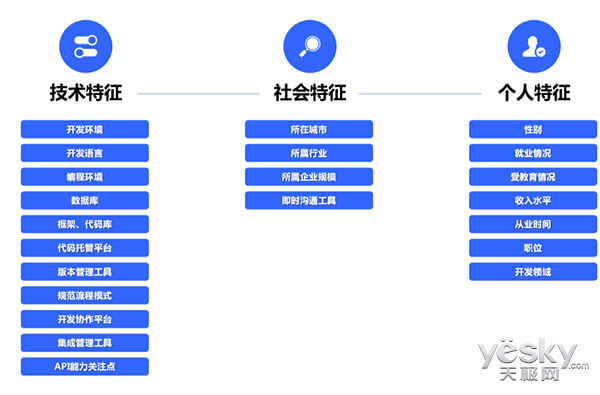 技术特征
社会特征
个人特征
开发环境
开发语言
编程环境
数据库
框架、代码库
代码托管平台
版本管理工具
规范流程模式
开发协作平台
集成管理工具
API能力关注点
所在城市
所属行业
所属企业规模
即时沟通工具
性别
就业情况
受教育情况
收入水平
从业时间
职位
开发领域
yësky.com
天极网